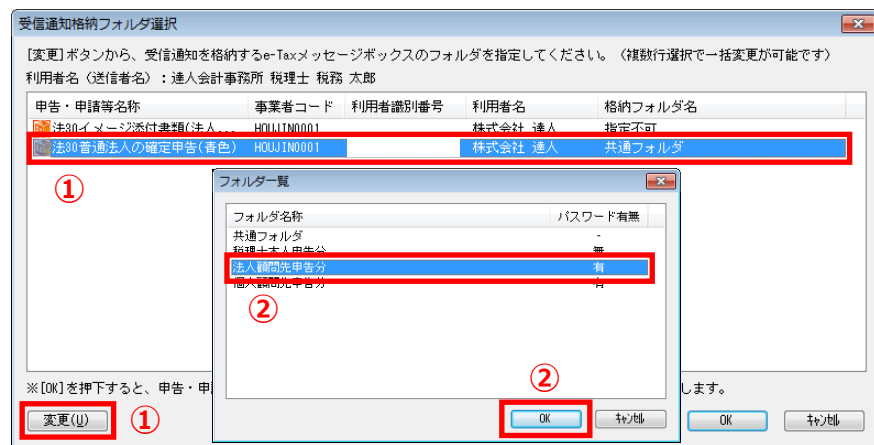 受信通知格納フォルダ選択
[変更]ボタンから、受信通知を格納するe-Taxメッセージボックスのフォルダを指定してください。（複数行選択で一括変更が可能です）
利用者名（送信者名）：達人会計事務所 税理士 税務 太郎
申告・申請等名称 事業者コード 利用者識別番号 利用者名 格納フォルダ名
法30イメージ添付書類(法人... HOUJIN0001 株式会社 達人 指定不可
法30普通法人の確定申告(青色) HOUJIN0001 株式会社 達人 共通フォルダ
①
フォルダ一覧
フォルダ名称 パスワード有無
共通フォルダ -
税理士本人申告分 無
法人顧問先申告分 有
個人顧問先申告分 有
②
②
OK ｷｬﾝｾﾙ
※[OK]を押下すると、申告・申 します。
変更(U) ① OK ｷｬﾝｾﾙ